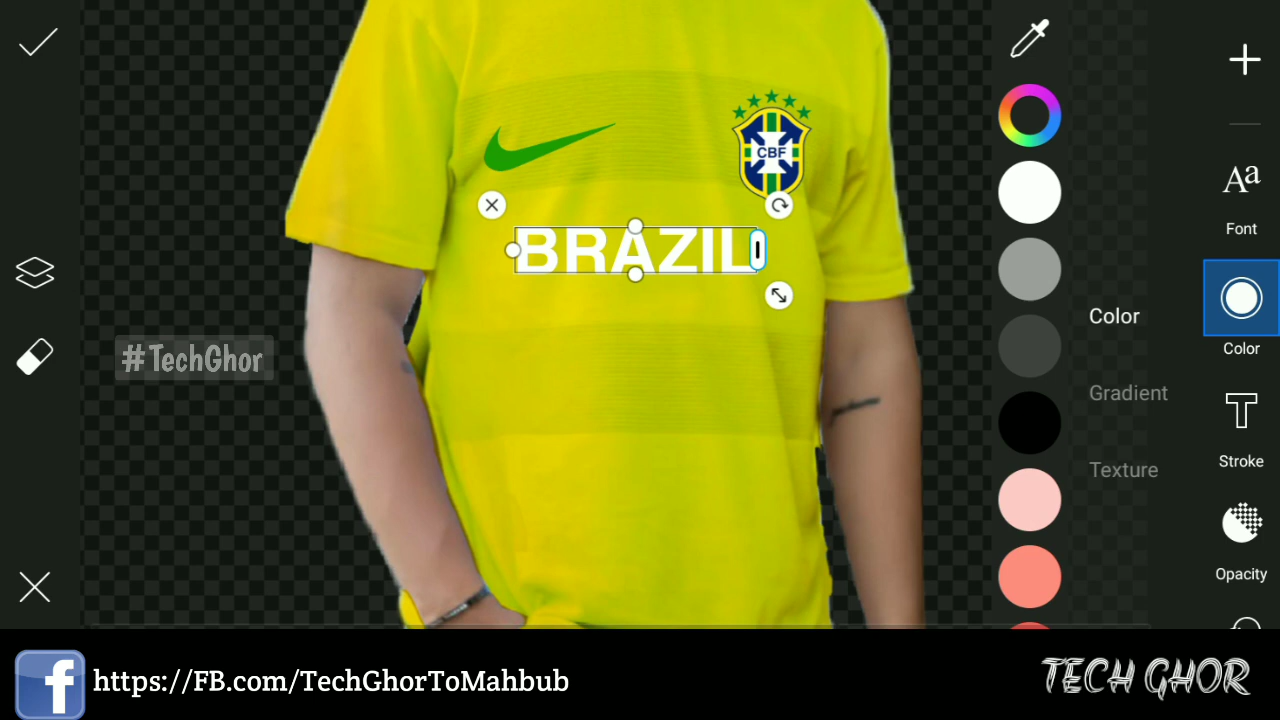 CBF
BRAZIL
#TechGhor
Font
Color
Color
Gradient
Texture
Stroke
Opacity
https://FB.com/TechGhorToMahbub
TECH GHOR